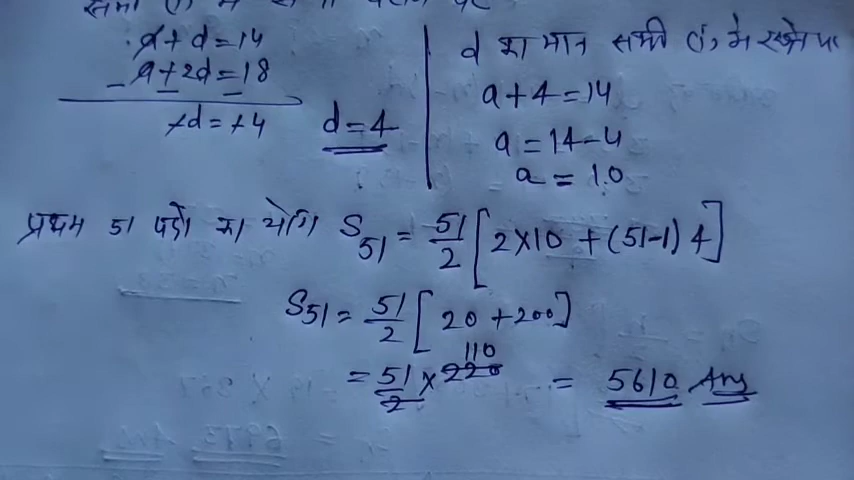 a + d = 14
- a + 2d = 18
- -
+d = +4 d = 4
d का मान समी में रखने पर
a + 4 = 14
a = 14 - 4
a = 10
प्रथम 51 पदों का योग S51 = 51/2 [2×10 + (51-1) 4]
S51 = 51/2 [20 + 200]
110
= 51/2 × 220 = 5610 Ans